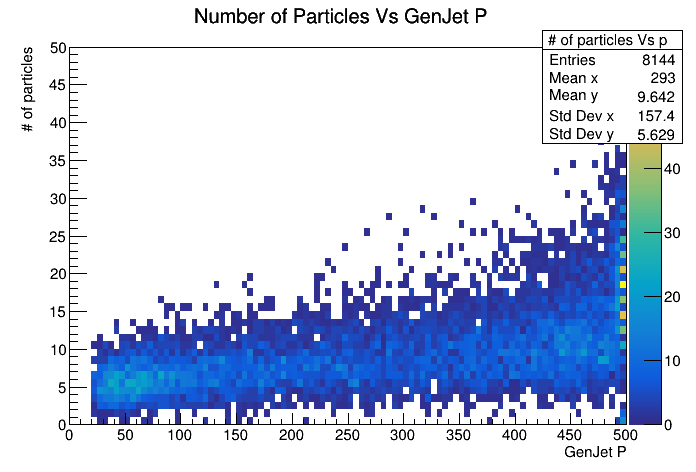 Number of Particles Vs GenJet P
# of particles Vs p
Entries 8144
Mean x 293
Mean y 9.642
Std Dev x 157.4
Std Dev y 5.629
# of particles
50
45
40
35
30
25
20
15
10
5
0
40
30
20
10
0
0 50 100 150 200 250 300 350 400 450 500
GenJet P